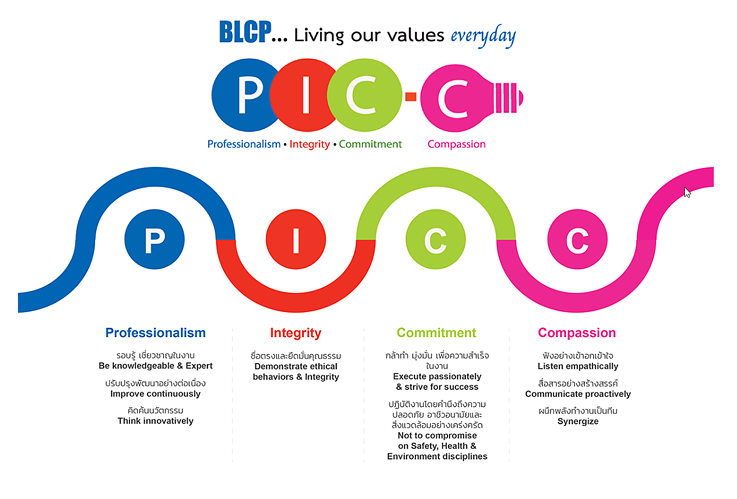 BLCP... Living our values everyday
P I C - C
Professionalism • Integrity • Commitment Compassion
P I C C
Professionalism
รอบรู้ เชี่ยวชาญในงาน
Be knowledgeable & Expert
ปรับปรุงพัฒนาอย่างต่อเนื่อง
Improve continuously
คิดค้นนวัตกรรม
Think innovatively
Integrity
ซื่อตรงและยึดมั่นคุณธรรม
Demonstrate ethical
behaviors & Integrity
Commitment
กล้าทำ มุ่งมั่น เพื่อความสำเร็จ
ในงาน
Execute passionately
& strive for success
ปฏิบัติงานโดยคำนึงถึงความ
ปลอดภัย อาชีวอนามัยและ
สิ่งแวดล้อมอย่างเคร่งครัด
Not to compromise
on Safety, Health &
Environment disciplines
Compassion
ฟังอย่างเข้าอกเข้าใจ
Listen empathically
สื่อสารอย่างสร้างสรรค์
Communicate proactively
ผนึกพลังทำงานเป็นทีม
Synergize